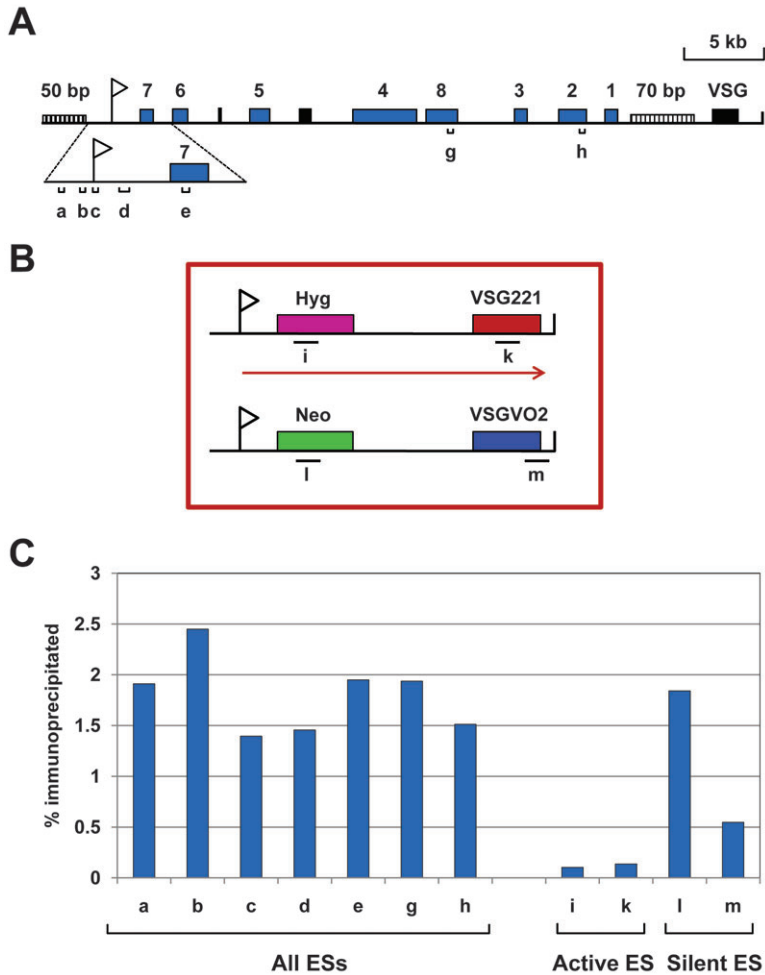 A
5 kb
50 bp 7 6 5 4 8 3 2 1 70 bp VSG
g h
7
a b c d e
B
Hyg VSG221
i k
Neo VSGVO2
l m
C
% immunoprecipitated
3
2.5
2
1.5
1
0.5
0
a b c d e g h i k l m
All ESs Active ES Silent ES